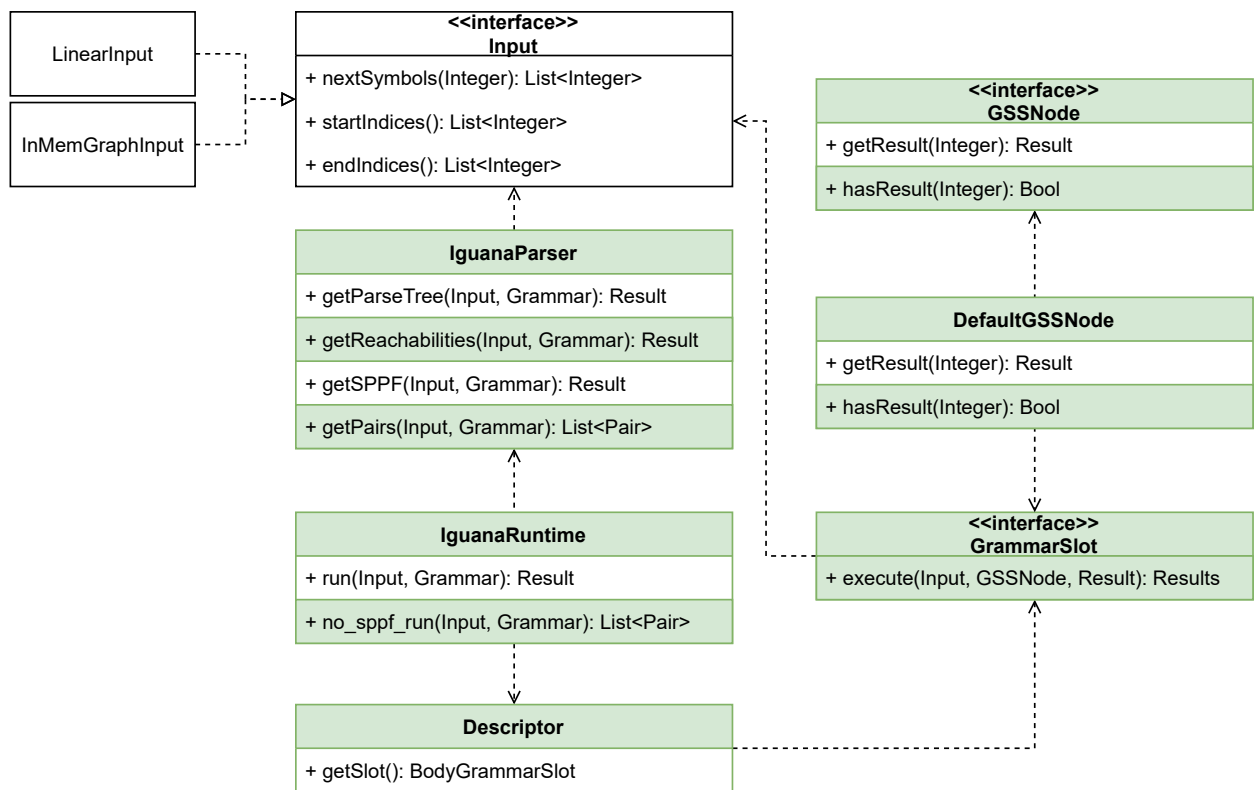 LinearInput
InMemGraphInput
<<interface>>
Input
+ nextSymbols(Integer): List<Integer>
+ startIndices(): List<Integer>
+ endIndices(): List<Integer>
<<interface>>
GSSNode
+ getResult(Integer): Result
+ hasResult(Integer): Bool
IguanaParser
+ getParseTree(Input, Grammar): Result
+ getReachabilities(Input, Grammar): Result
+ getSPPF(Input, Grammar): Result
+ getPairs(Input, Grammar): List<Pair>
DefaultGSSNode
+ getResult(Integer): Result
+ hasResult(Integer): Bool
IguanaRuntime
+ run(Input, Grammar): Result
+ no_sppf_run(Input, Grammar): List<Pair>
<<interface>>
GrammarSlot
+ execute(Input, GSSNode, Result): Results
Descriptor
+ getSlot(): BodyGrammarSlot